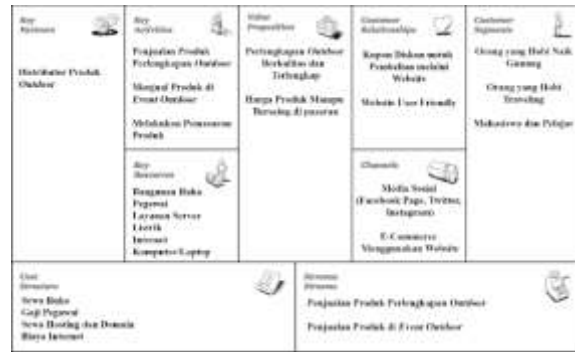 Key
Partners
Distributor Produk
Outdoor
Key
Activities
Penjualan Produk
Perlengkapan Outdoor
Menjual Produk di
Event Outdoor
Melakukan Pemasaran
Produk
Key
Resources
Bangunan Ruko
Pegawai
Layanan Server
Listrik
Internet
Komputer/Laptop
Value
Proposition
Perlengkapan Outdoor
Berkualitas dan
Terlengkap
Harga Produk Mampu
Bersaing di pasaran
Customer
Relationships
Kupon Diskon untuk
Pembelian melalui
Website
Website User Friendly
Channels
Media Sosial
(Facebook Page, Twitter,
Instagram)
E-Commerce
Menggunakan Website
Customer
Segments
Orang yang Hobi Naik
Gunung
Orang yang Hobi
Traveling
Mahasiswa dan Pelajar
Cost
Structure
Sewa Ruko
Gaji Pegawai
Sewa Hosting dan Domain
Biaya Internet
Revenue
Penjualan Produk Perlengkapan Outdoor
Penjualan Produk di Event Outdoor